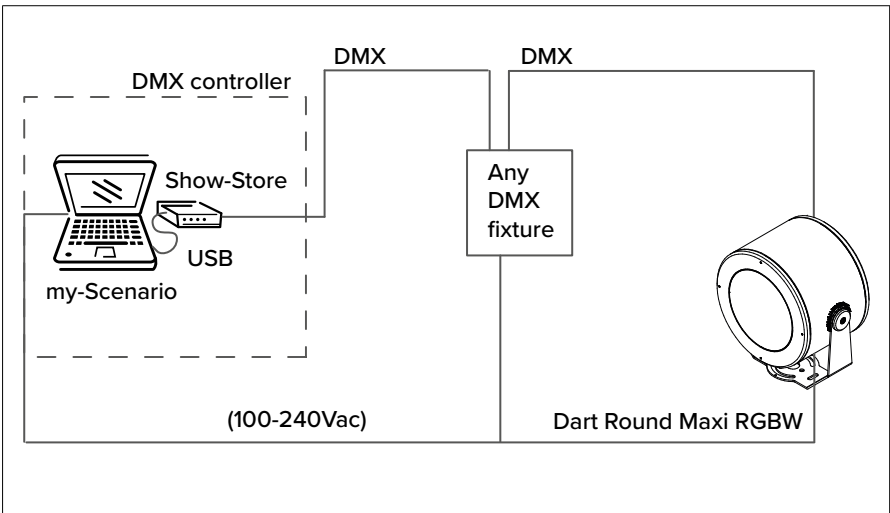 DMX
DMX
DMX controller
Show-Store
Any
DMX
fixture
USB
my-Scenario
(100-240Vac)
Dart Round Maxi RGBW